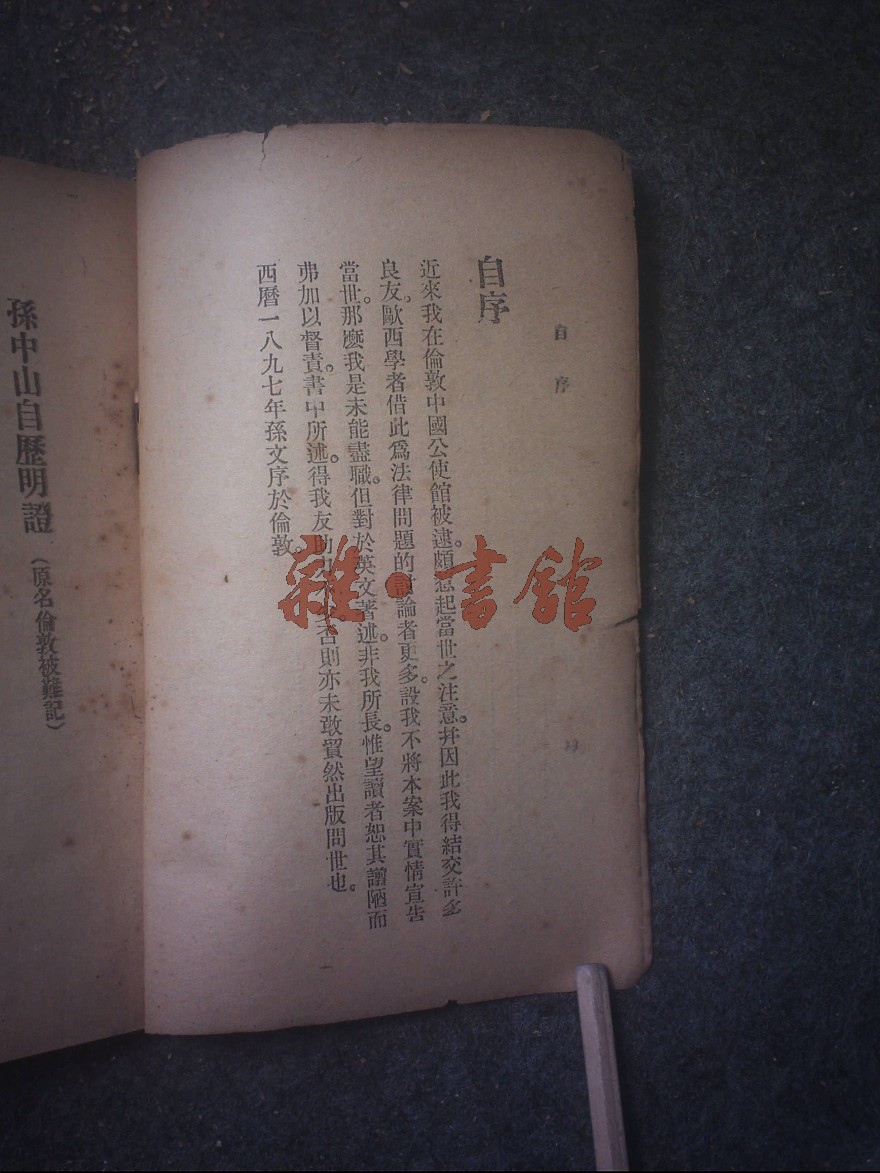 自序
自序
近來我在倫敦中國公使館被逮。頗惹起當世之注意。幷因此我得結交許多
良友。歐西學者借此爲法律問題的討論者更多。設我不將本案中實情宣告
當世。那麽我是未能盡職。但對於英文著述。非我所長。惟望讀者恕其譾陋而
弗加以督責。書中所述。得我友助力 否則亦未敢貿然出版問世也。
西曆一八九七年孫文序於倫敦。
孫中山自歷明證（原名倫敦被難記）
雜·書館